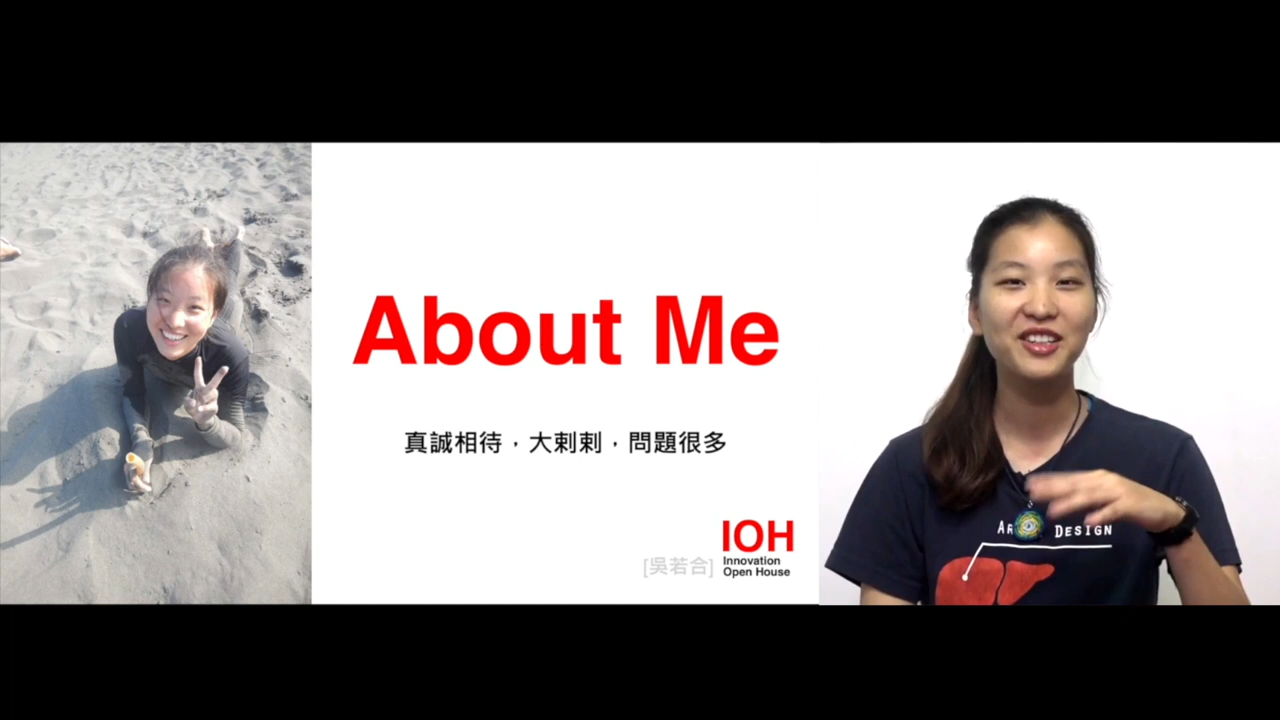 About Me
真誠相待，大剌剌，問題很多
[吳若合]
IOH
Innovation
Open House
DESIGN